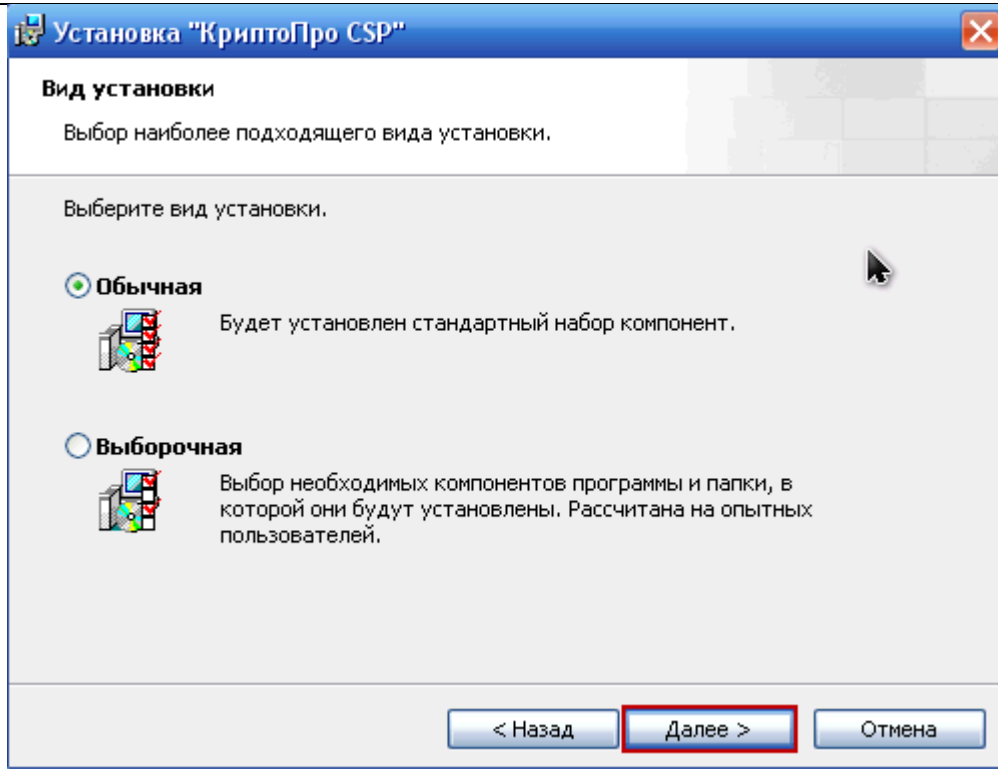 Установка "КриптоПро CSP"
Вид установки
Выбор наиболее подходящего вида установки.
Выберите вид установки.
Обычная
Будет установлен стандартный набор компонент.
Выборочная
Выбор необходимых компонентов программы и папки, в
которой они будут установлены. Рассчитана на опытных
пользователей.
< Назад
Далее >
Отмена